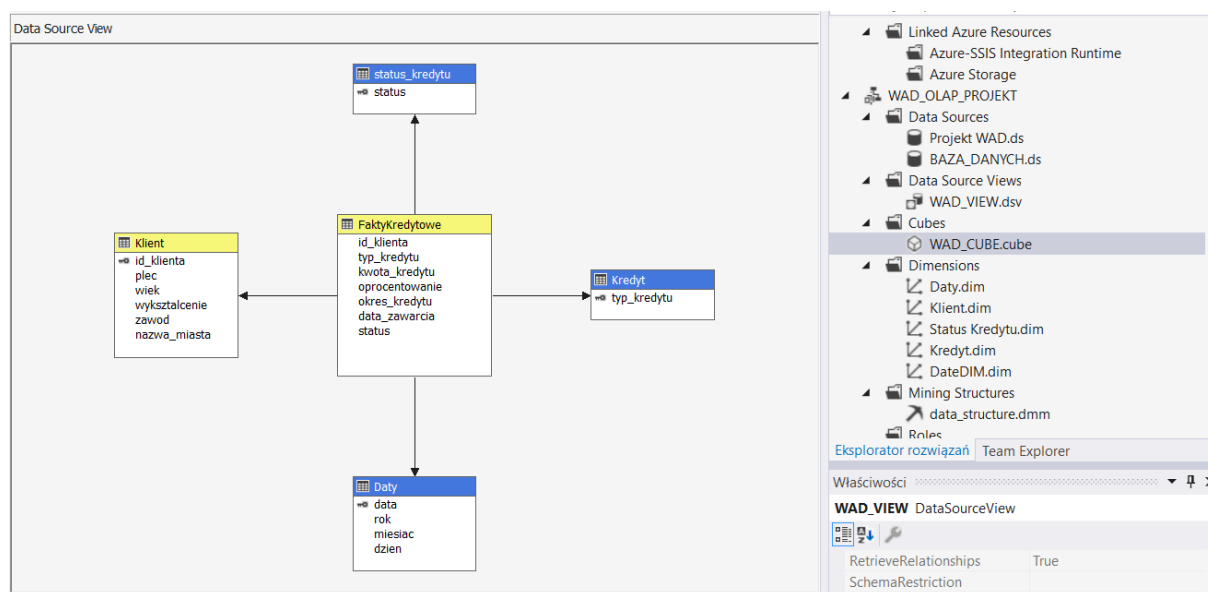 Data Source View
status_kredytu
status
FaktyKredytowe
id_klienta
typ_kredytu
kwota_kredytu
oprocentowanie
okres_kredytu
data_zawarcia
status
Klient
id_klienta
plec
wiek
wyksztalcenie
zawod
nazwa_miasta
Kredyt
typ_kredytu
Daty
data
rok
miesiac
dzien
Linked Azure Resources
Azure-SSIS Integration Runtime
Azure Storage
WAD_OLAP_PROJEKT
Data Sources
Projekt WAD.ds
BAZA_DANYCH.ds
Data Source Views
WAD_VIEW.dsv
Cubes
WAD_CUBE.cube
Dimensions
Daty.dim
Klient.dim
Status Kredytu.dim
Kredyt.dim
DateDIM.dim
Mining Structures
data_structure.dmm
Roles
Eksplorator rozwiązań Team Explorer
Właściwości
WAD_VIEW DataSourceView
RetrieveRelationships True
SchemaRestriction